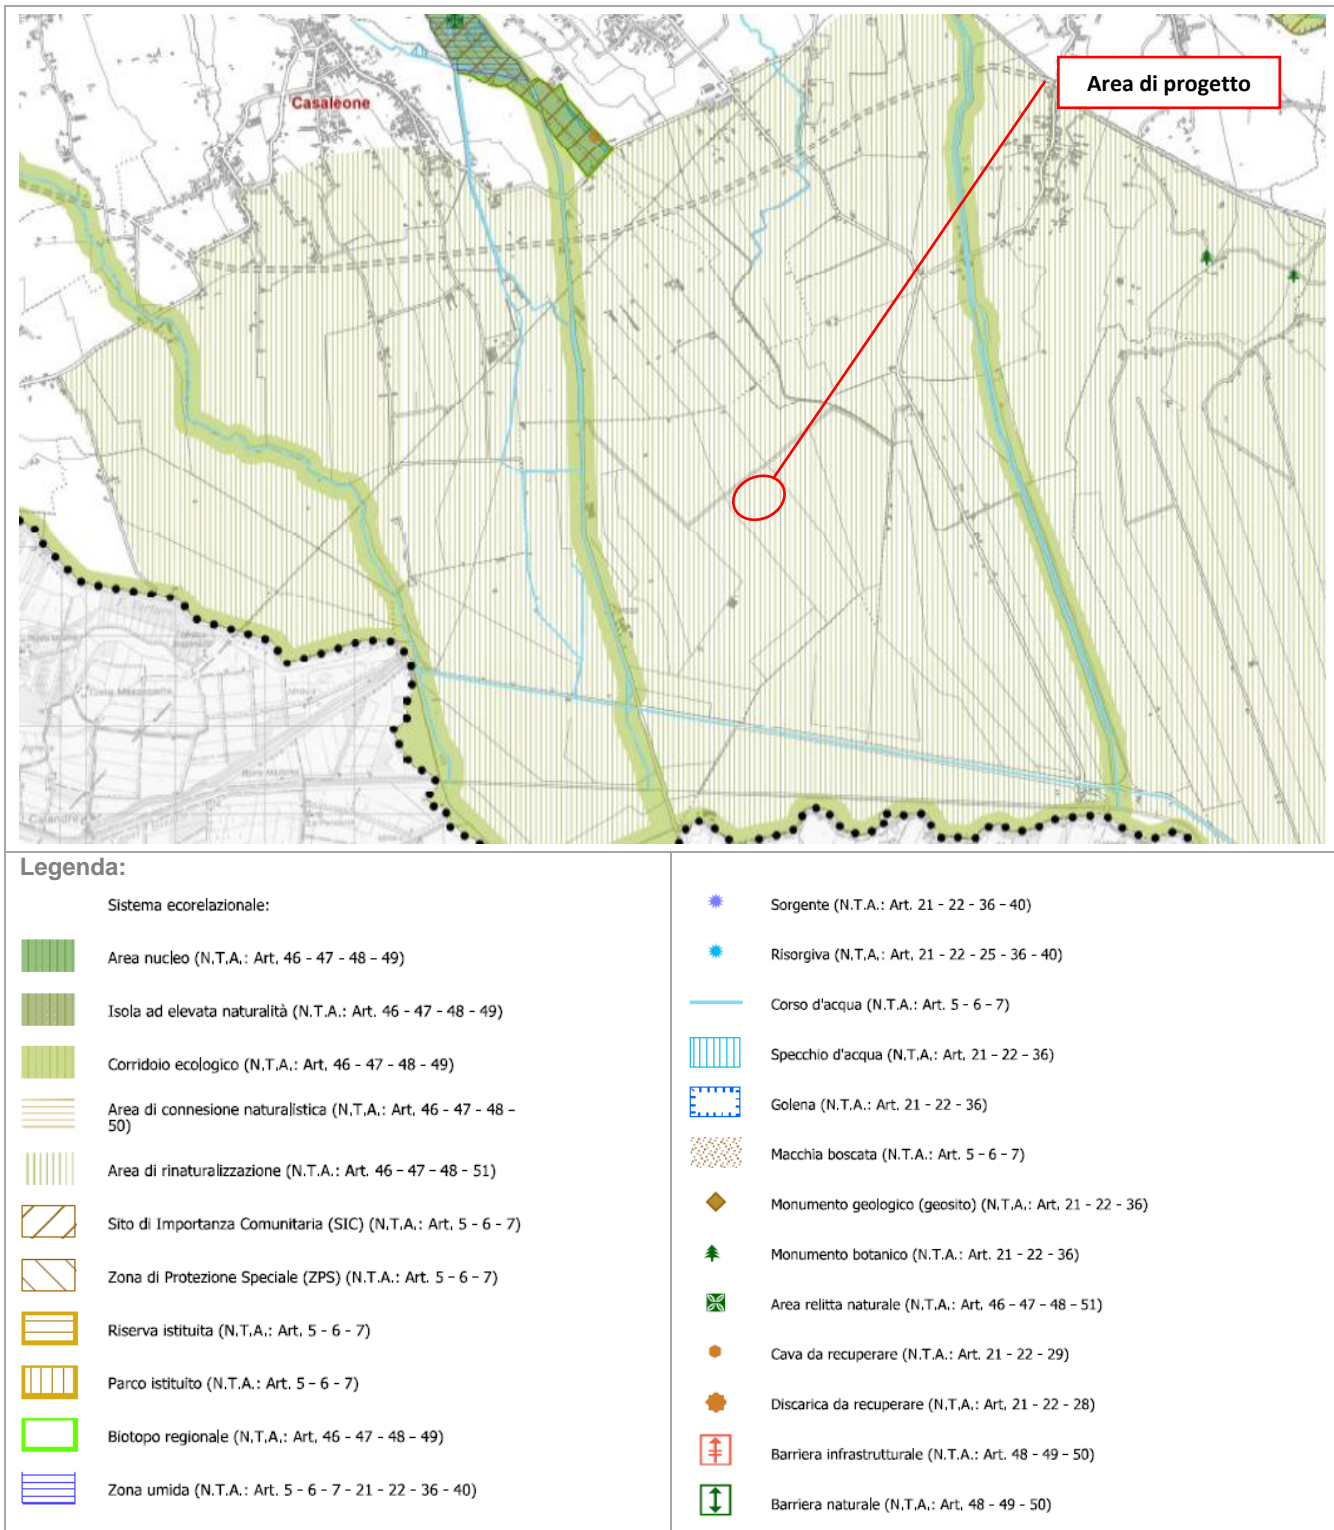 Area di progetto
Casaleone
Legenda:
Sistema ecorelazionale:
Area nucleo (N.T.A.: Art. 46 - 47 - 48 - 49)
Isola ad elevata naturalità (N.T.A.: Art. 46 - 47 - 48 - 49)
Corridoio ecologico (N.T.A.: Art. 46 - 47 - 48 - 49)
Area di connesione naturalistica (N.T.A.: Art. 46 - 47 - 48 -
50)
Area di rinaturalizzazione (N.T.A.: Art. 46 - 47 - 48 - 51)
Sito di Importanza Comunitaria (SIC) (N.T.A.: Art. 5 - 6 - 7)
Zona di Protezione Speciale (ZPS) (N.T.A.: Art. 5 - 6 - 7)
Riserva istituita (N.T.A.: Art. 5 - 6 - 7)
Parco istituito (N.T.A.: Art. 5 - 6 - 7)
Biotopo regionale (N.T.A.: Art. 46 - 47 - 48 - 49)
Zona umida (N.T.A.: Art. 5 - 6 - 7 - 21 - 22 - 36 - 40)
Sorgente (N.T.A.: Art. 21 - 22 - 36 - 40)
Risorgiva (N.T.A.: Art. 21 - 22 - 25 - 36 - 40)
Corso d'acqua (N.T.A.: Art. 5 - 6 - 7)
Specchio d'acqua (N.T.A.: Art. 21 - 22 - 36)
Golena (N.T.A.: Art. 21 - 22 - 36)
Macchia boscata (N.T.A.: Art. 5 - 6 - 7)
Monumento geologico (geosito) (N.T.A.: Art. 21 - 22 - 36)
Monumento botanico (N.T.A.: Art. 21 - 22 - 36)
Area relitta naturale (N.T.A.: Art. 46 - 47 - 48 - 51)
Cava da recuperare (N.T.A.: Art. 21 - 22 - 29)
Discarica da recuperare (N.T.A.: Art. 21 - 22 - 28)
Barriera infrastrutturale (N.T.A.: Art. 48 - 49 - 50)
Barriera naturale (N.T.A.: Art. 48 - 49 - 50)